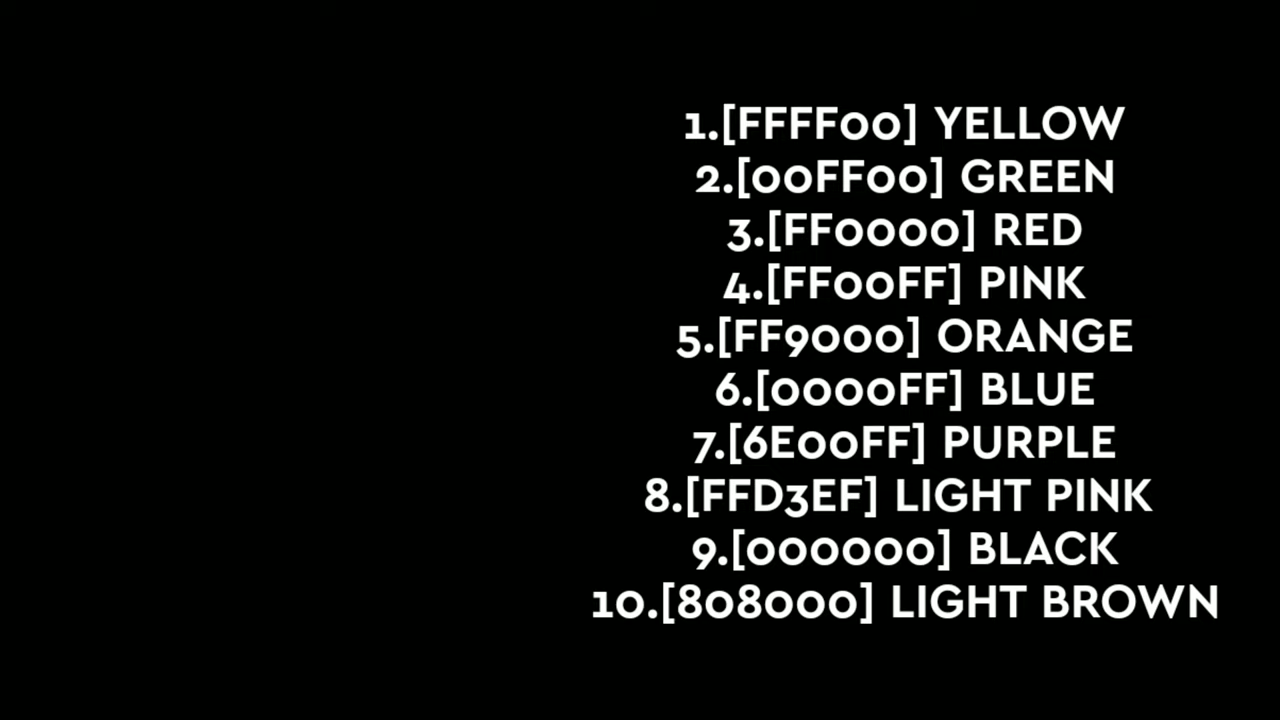 1.[FFFF00] YELLOW
2.[00FF00] GREEN
3.[FF0000] RED
4.[FF00FF] PINK
5.[FF9000] ORANGE
6.[0000FF] BLUE
7.[6E00FF] PURPLE
8.[FFD3EF] LIGHT PINK
9.[000000] BLACK
10.[808000] LIGHT BROWN